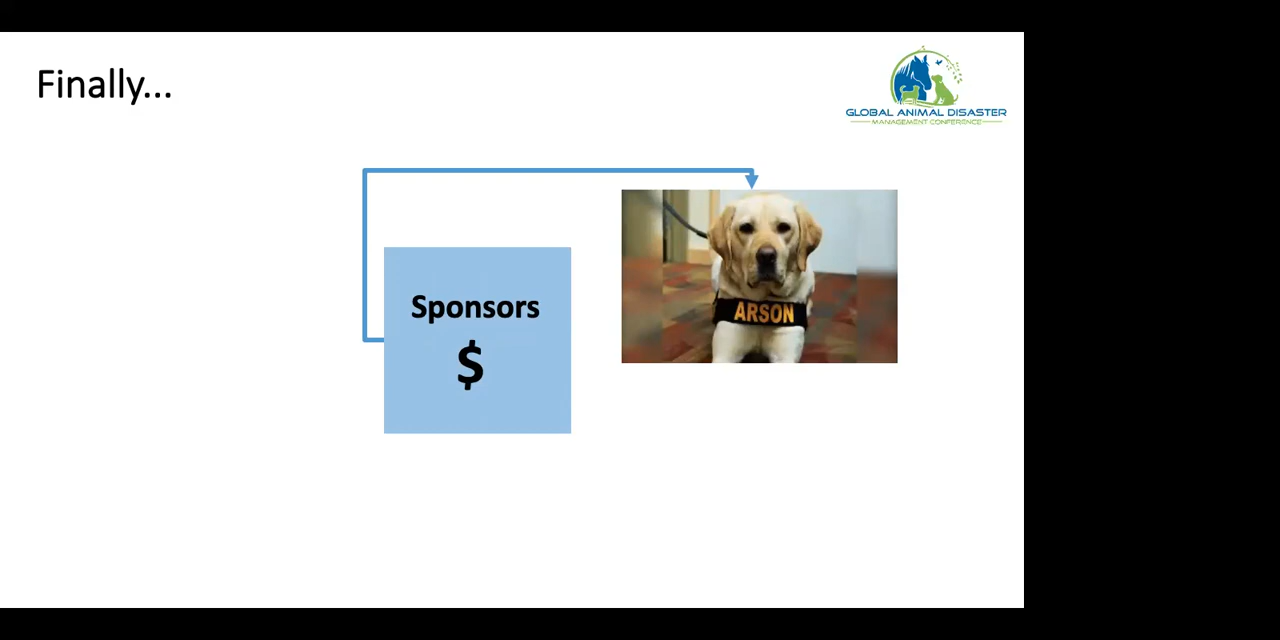 Finally...
GLOBAL ANIMAL DISASTER
MANAGEMENT CONFERENCE
Sponsors
$
ARSON